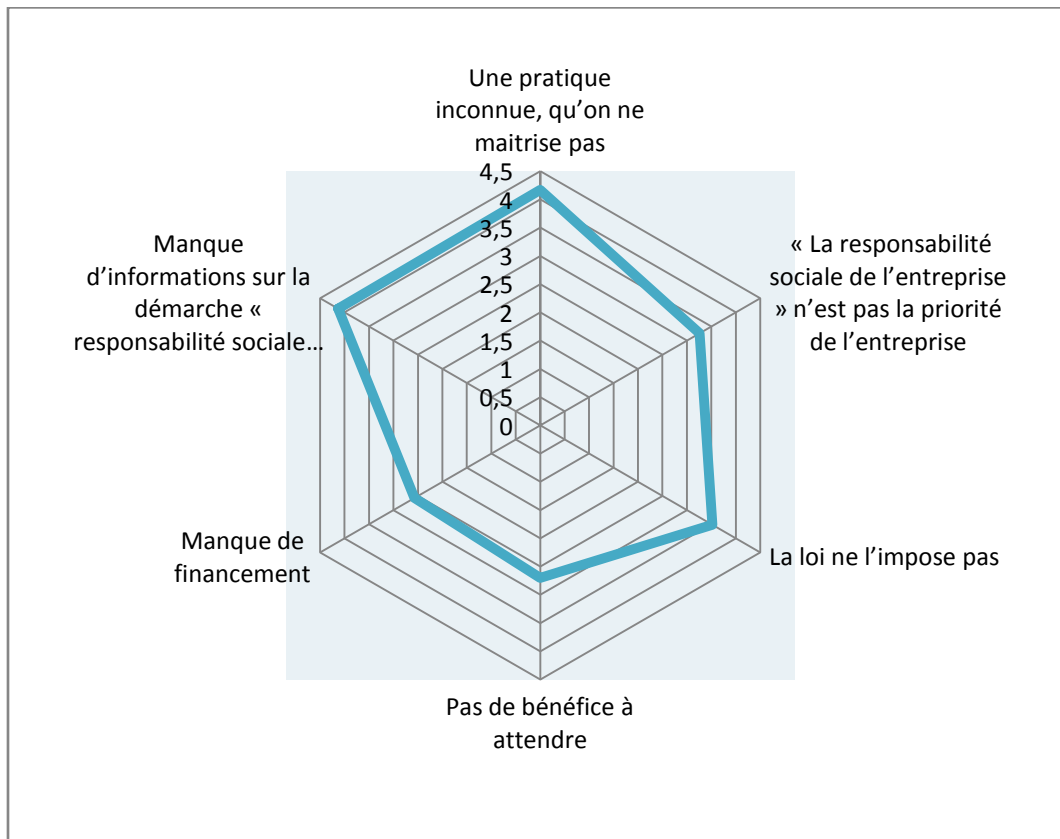 Une pratique
inconnue, qu’on ne
maitrise pas
4,5
4
3,5
3
2,5
2
1,5
1
0,5
0
« La responsabilité
sociale de l’entreprise
» n’est pas la priorité
de l’entreprise
La loi ne l’impose pas
Pas de bénéfice à
attendre
Manque de
financement
Manque
d’informations sur la
démarche «
responsabilité sociale…